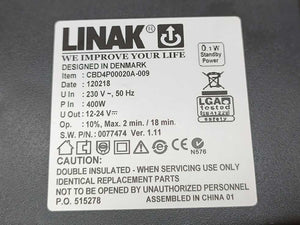 LINAK®
WE IMPROVE YOUR LIFE
DESIGNED IN DENMARK
Item : CBD4P00020A-009
Date : 120218
U In : 230 V~, 50 Hz
P In : 400W
U Out : 12-24 V
Op : 10%, Max. 2 min. / 18 min.
S.W. P/N. : 0077474 Ver. 1.11
0.1 W
Standby
Power
LGA
tested
safety
N576
CAUTION:
DOUBLE INSULATED - WHEN SERVICING USE ONLY
IDENTICAL REPLACEMENT PARTS
NOT TO BE OPENED BY UNAUTHORIZED PERSONNEL
P.O. 515278 ASSEMBLED IN CHINA 01